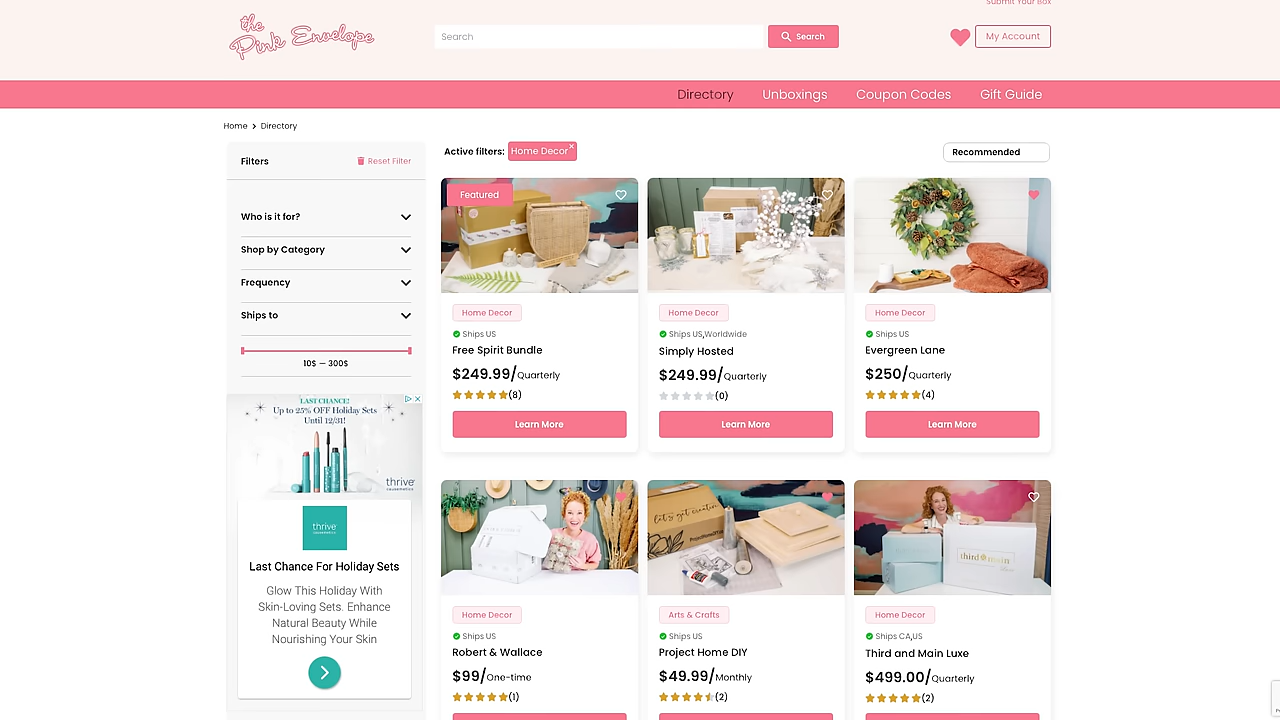 Submit Your Box
the
Pink Envelope
Search
Search
My Account
Directory
Unboxings
Coupon Codes
Gift Guide
Home > Directory
Filters
Reset Filter
Who is it for?
Shop by Category
Frequency
Ships to
10$ — 300$
LAST CHANCE!
Up to 25% OFF Holiday Sets
Until 12/31!
thrive
causemetics
thrive
causemetics
Last Chance For Holiday Sets
Glow This Holiday With
Skin-Loving Sets. Enhance
Natural Beauty While
Nourishing Your Skin
Active filters: Home Decor ×
Recommended
Featured
Home Decor
Ships US
Free Spirit Bundle
$249.99/Quarterly
(8)
Learn More
Home Decor
Ships US,Worldwide
Simply Hosted
$249.99/Quarterly
(0)
Learn More
Home Decor
Ships US
Evergreen Lane
$250/Quarterly
(4)
Learn More
Home Decor
Ships US
Robert & Wallace
$99/One-time
(1)
let's get creative
Arts & Crafts
Ships US
Project Home DIY
$49.99/Monthly
(2)
third main
Home Decor
Ships CA,US
Third and Main Luxe
$499.00/Quarterly
(2)